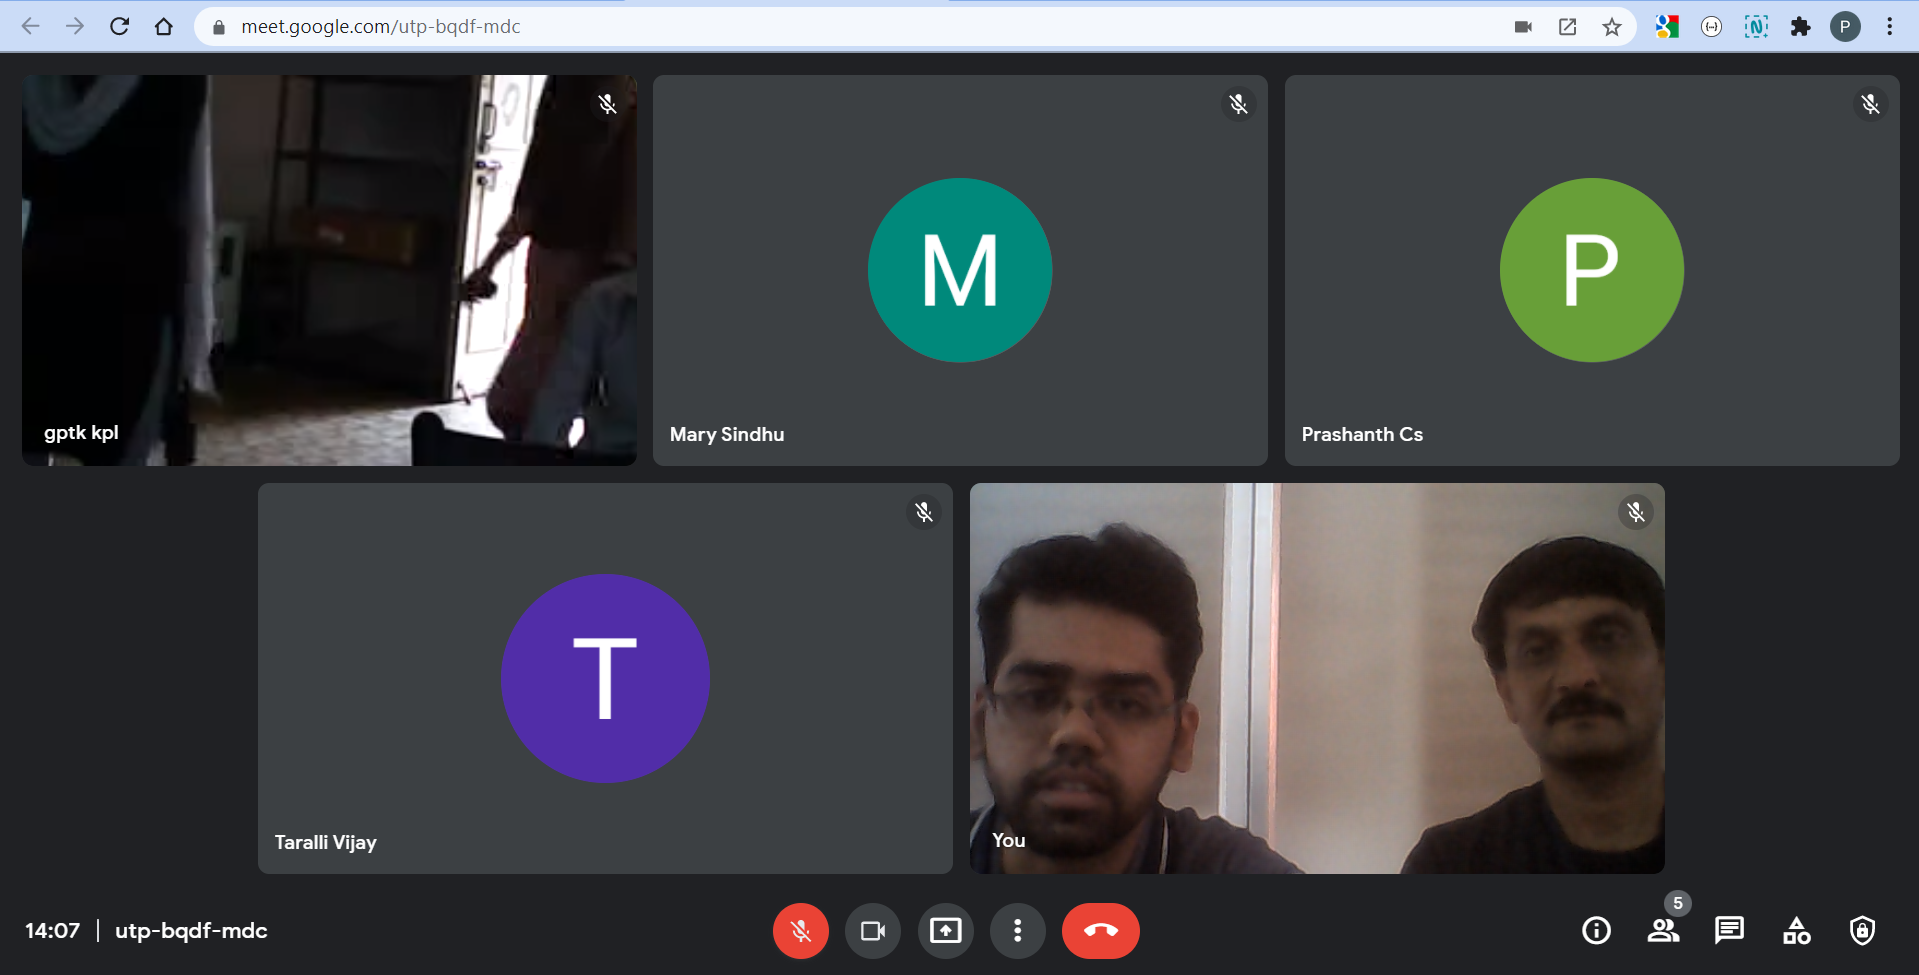 meet.google.com/utp-bqdf-mdc
P
gptk kpl
M
Mary Sindhu
P
Prashanth Cs
T
Taralli Vijay
You
14:07 | utp-bqdf-mdc
5